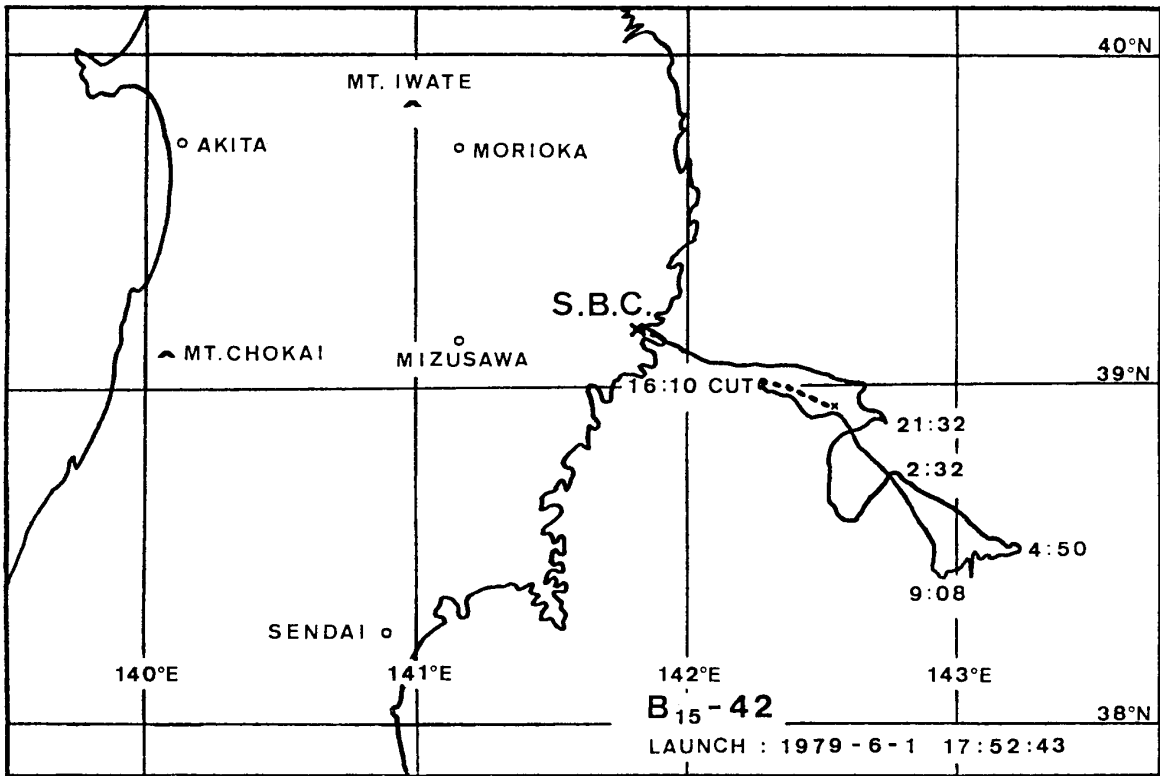 40°N
MT. IWATE
AKITA
MORIOKA
S.B.C.
MT.CHOKAI
MIZUSAWA
16:10 CUT
39°N
21:32
2:32
4:50
9:08
SENDAI
140°E
141°E
142°E
143°E
B₁₅-42
38°N
LAUNCH : 1979-6-1 17:52:43